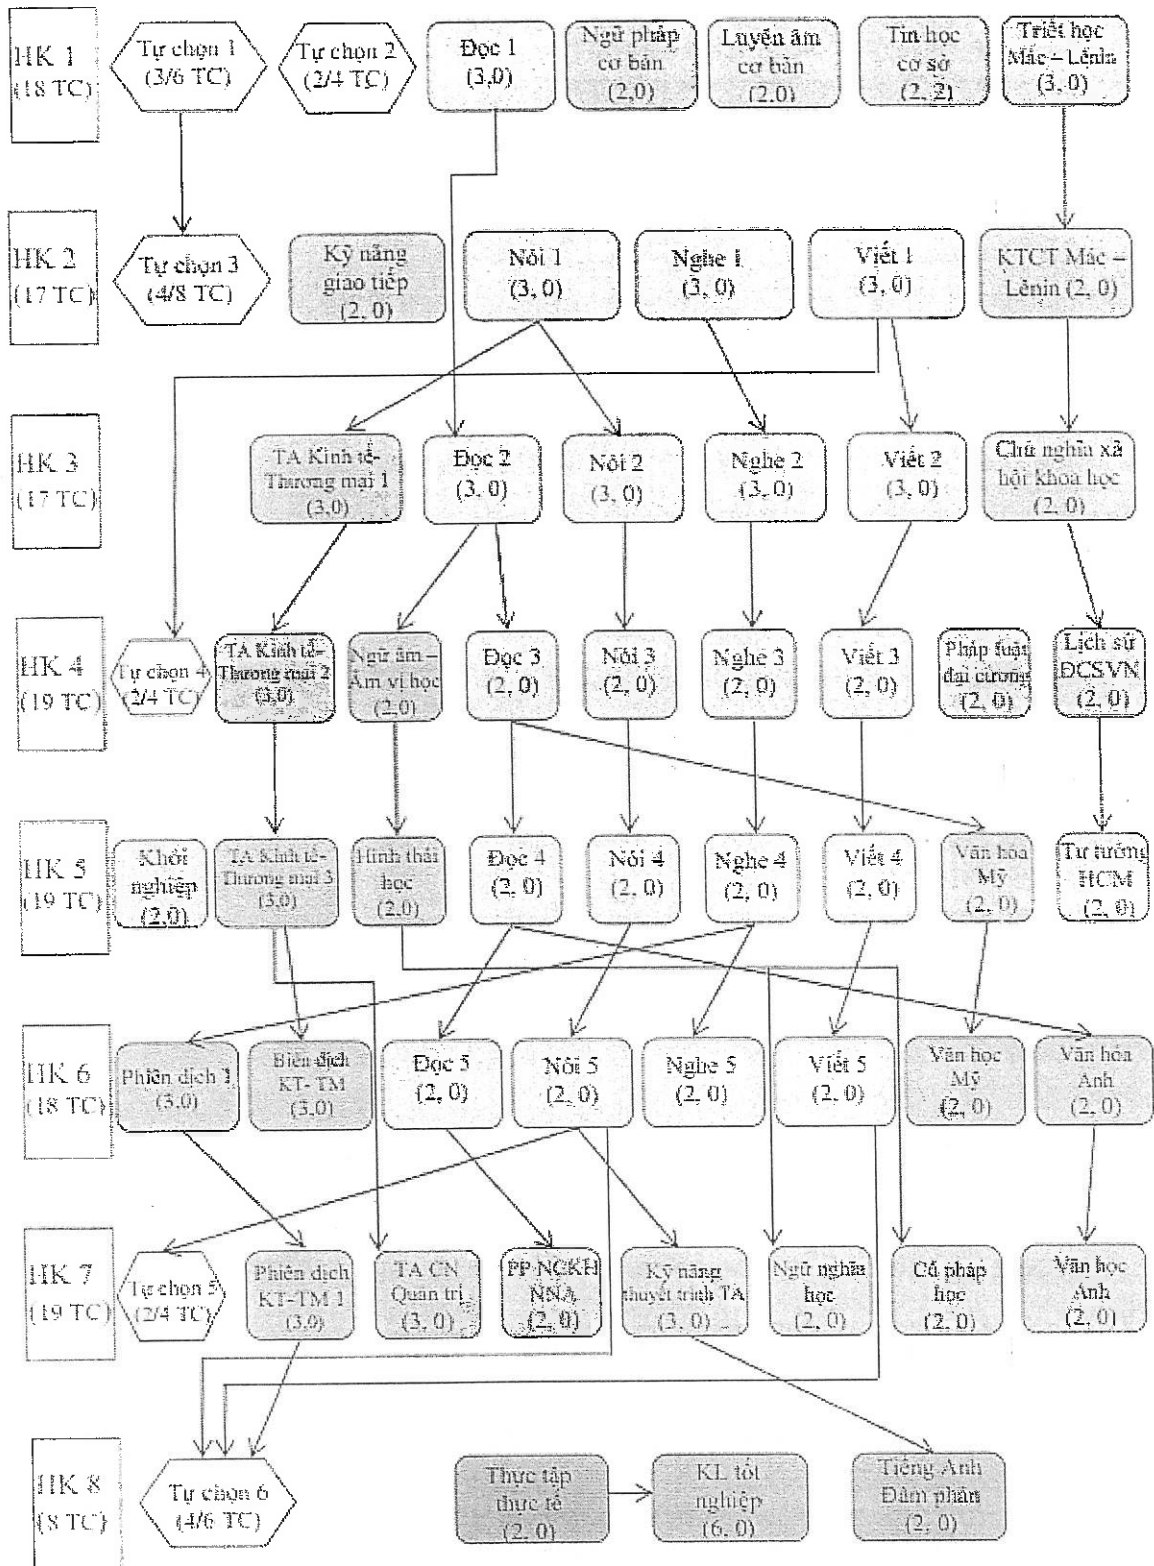 HK 1
(18 TC)
Tự chọn 1
(3/6 TC)
Tự chọn 2
(2/4 TC)
Đọc 1
(3,0)
Ngữ pháp
cơ bản
(2,0)
Luyện âm
cơ bản
(2,0)
Tin học
cơ sở
(2, 2)
Triết học
Mác – Lênin
(3, 0)
HK 2
(17 TC)
Tự chọn 3
(4/8 TC)
Kỹ năng
giao tiếp
(2, 0)
Nói 1
(3, 0)
Nghe 1
(3, 0)
Viết 1
(3, 0)
KTCT Mác –
Lênin (2, 0)
HK 3
(17 TC)
TA Kinh tế-
Thương mại 1
(3,0)
Đọc 2
(3, 0)
Nói 2
(3, 0)
Nghe 2
(3, 0)
Viết 2
(3, 0)
Chủ nghĩa xã
hội khoa học
(2, 0)
HK 4
(19 TC)
Tự chọn 4
(2/4 TC)
TA Kinh tế-
Thương mại 2
(3,0)
Ngữ âm –
Âm vị học
(2,0)
Đọc 3
(2, 0)
Nói 3
(2, 0)
Nghe 3
(2, 0)
Viết 3
(2, 0)
Pháp luật
đại cương
(2, 0)
Lịch sử
ĐCSVN
(2, 0)
HK 5
(19 TC)
Khởi
nghiệp
(2,0)
TA Kinh tế-
Thương mại 3
(3,0)
Hình thái
học
(2,0)
Đọc 4
(2, 0)
Nói 4
(2, 0)
Nghe 4
(2, 0)
Viết 4
(2, 0)
Văn hóa
Mỹ
(2, 0)
Tư tưởng
HCM
(2, 0)
HK 6
(18 TC)
Phiên dịch 1
(3,0)
Biên dịch
KT- TM
(3,0)
Đọc 5
(2, 0)
Nói 5
(2, 0)
Nghe 5
(2, 0)
Viết 5
(2, 0)
Văn học
Mỹ
(2, 0)
Văn hóa
Anh
(2, 0)
HK 7
(19 TC)
Tự chọn 5
(2/4 TC)
Phiên dịch
KT-TM 1
(3,0)
TA CN
Quản trị
(3, 0)
PP NCKH
NNA
(2, 0)
Kỹ năng
thuyết trình TA
(3, 0)
Ngữ nghĩa
học
(2, 0)
Cú pháp
học
(2, 0)
Văn học
Anh
(2, 0)
HK 8
(8 TC)
Tự chọn 6
(4/6 TC)
Thực tập
thực tế
(2, 0)
KL tốt
nghiệp
(6, 0)
Tiếng Anh
Đàm phán
(2, 0)